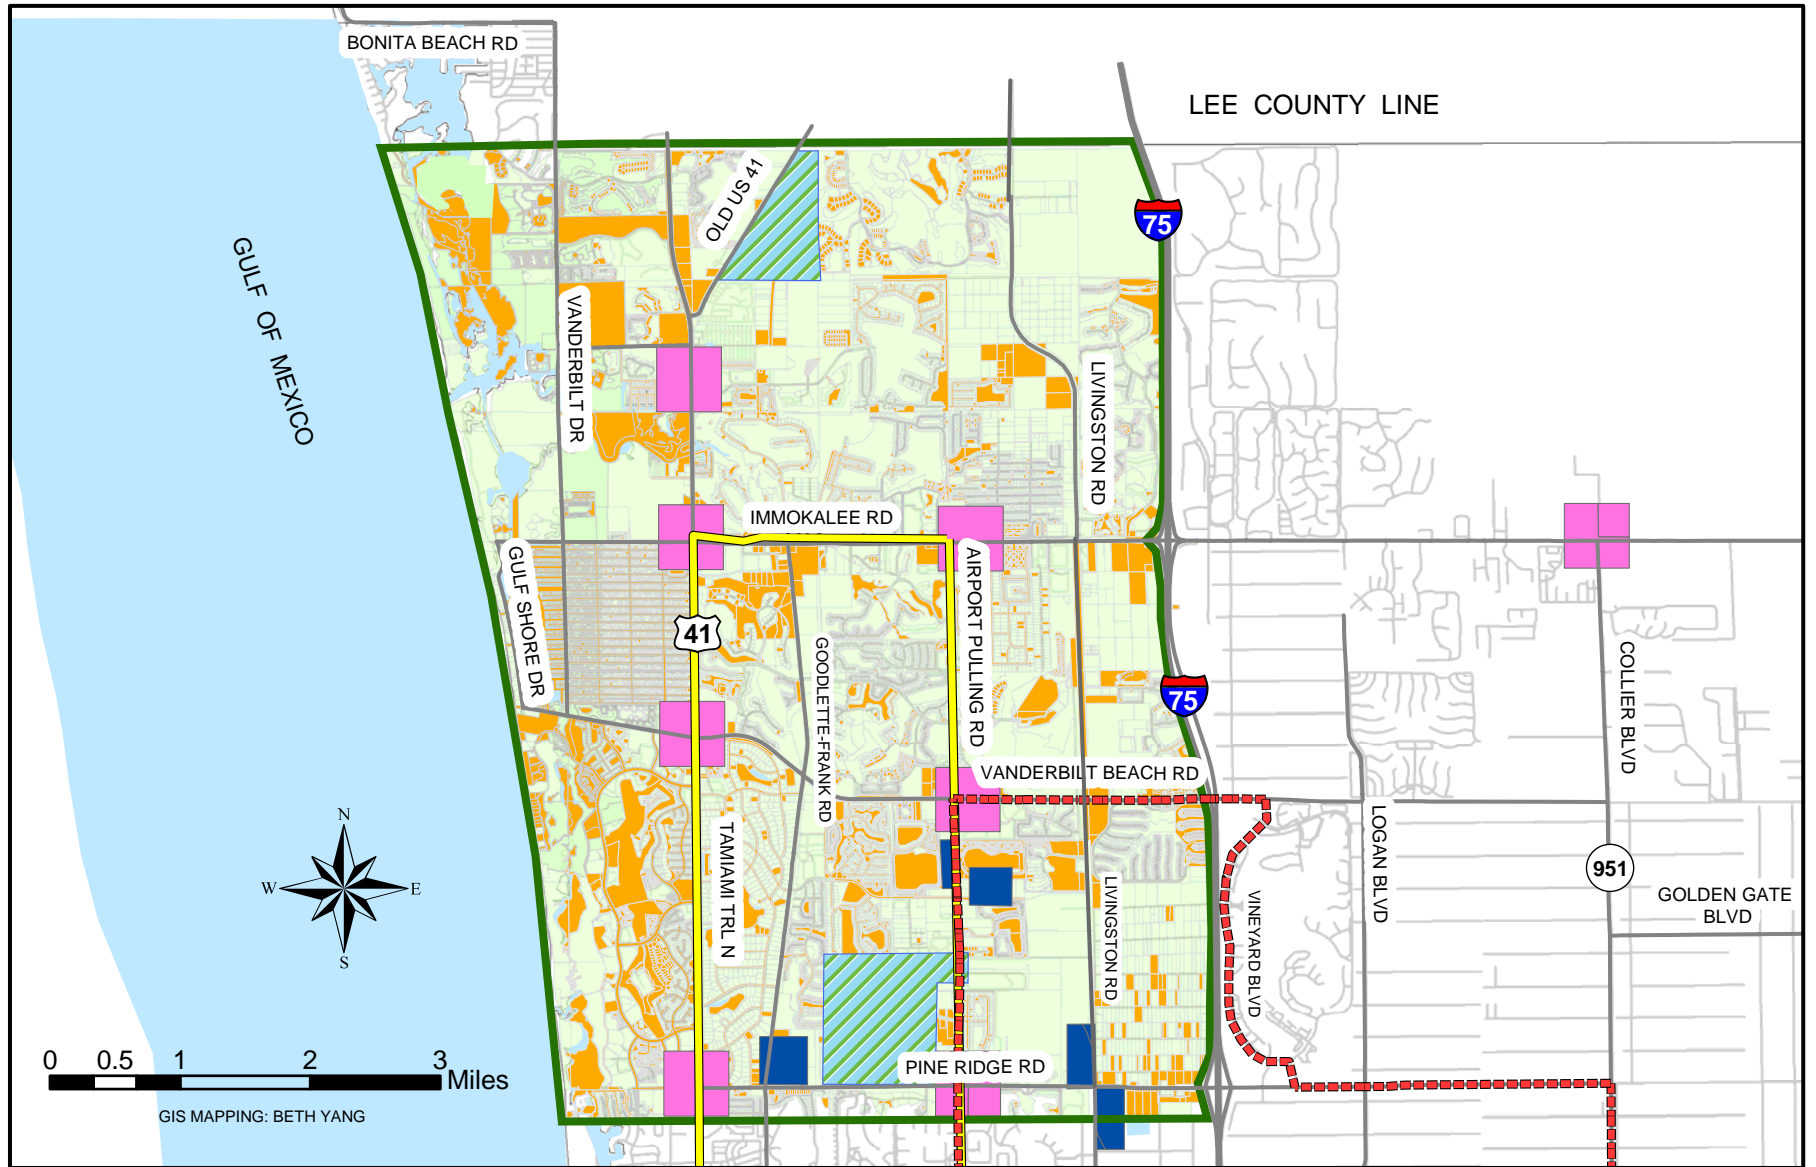 BONITA BEACH RD
LEE COUNTY LINE
OLD US 41
75
GULF OF MEXICO
VANDERBILT DR
LIVINGSTON RD
IMMOKALEE RD
GULF SHORE DR
AIRPORT PULLING RD
41
GOODLETTE-FRANK RD
COLLIER BLVD
75
VANDERBILT BEACH RD
TAMIAMI TRL N
LOGAN BLVD
N
W
E
S
951
LIVINGSTON RD
VINEYARD BLVD
GOLDEN GATE
BLVD
0 0.5 1 2 3
Miles
PINE RIDGE RD
GIS MAPPING: BETH YANG